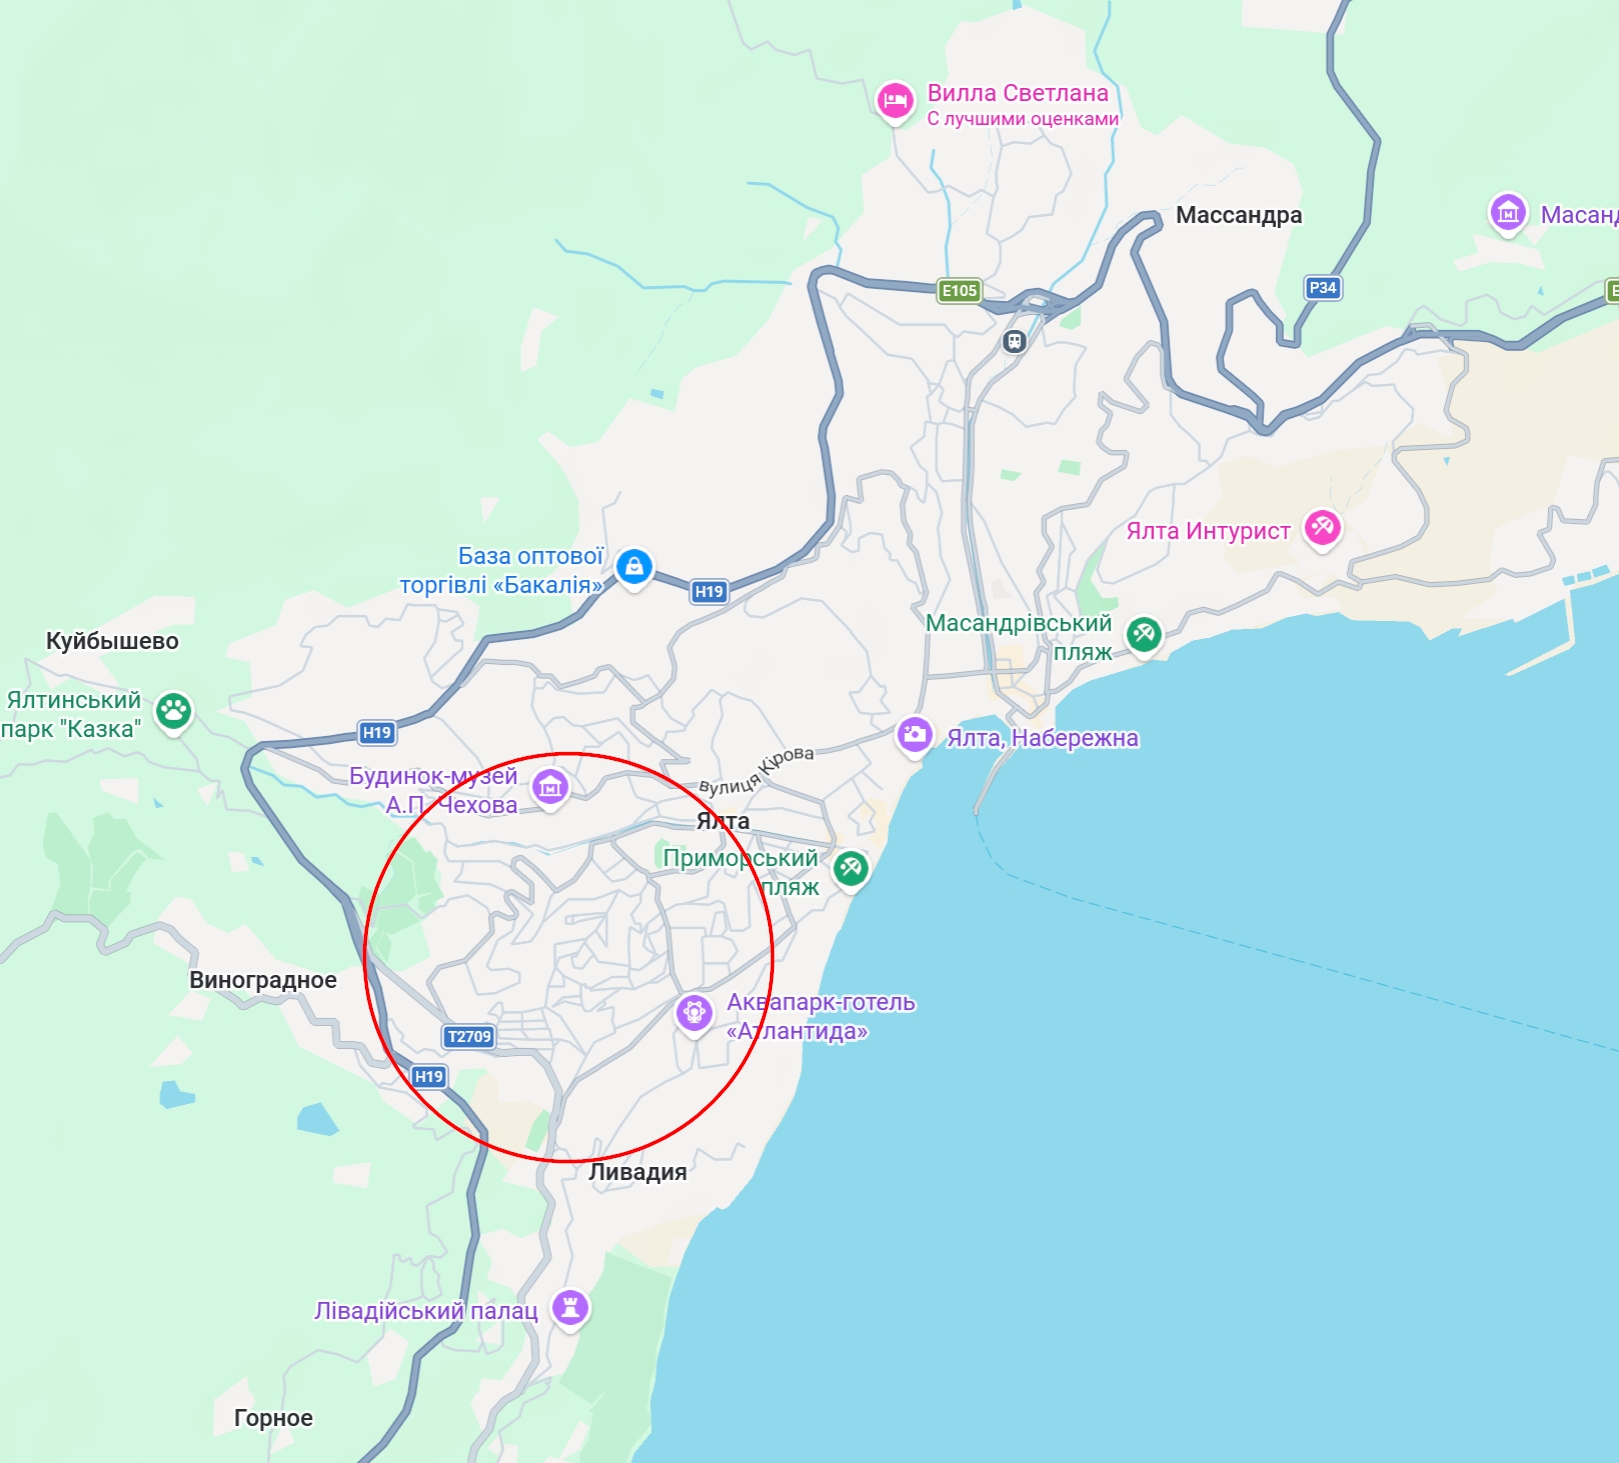 Вилла Светлана
С лучшими оценками
Массандра
Масанд
E105
P34
E
Ялта Интурист
База оптової
торгівлі «Бакалія»
H19
Масандрівський
пляж
Куйбышево
Ялтинський
парк "Казка"
H19
Ялта, Набережна
вулиця Кірова
Будинок-музей
А.П. Чехова
Ялта
Приморський
пляж
Виноградное
Аквапарк-готель
«Атлантида»
T2709
H19
Ливадия
Лівадійський палац
Горное